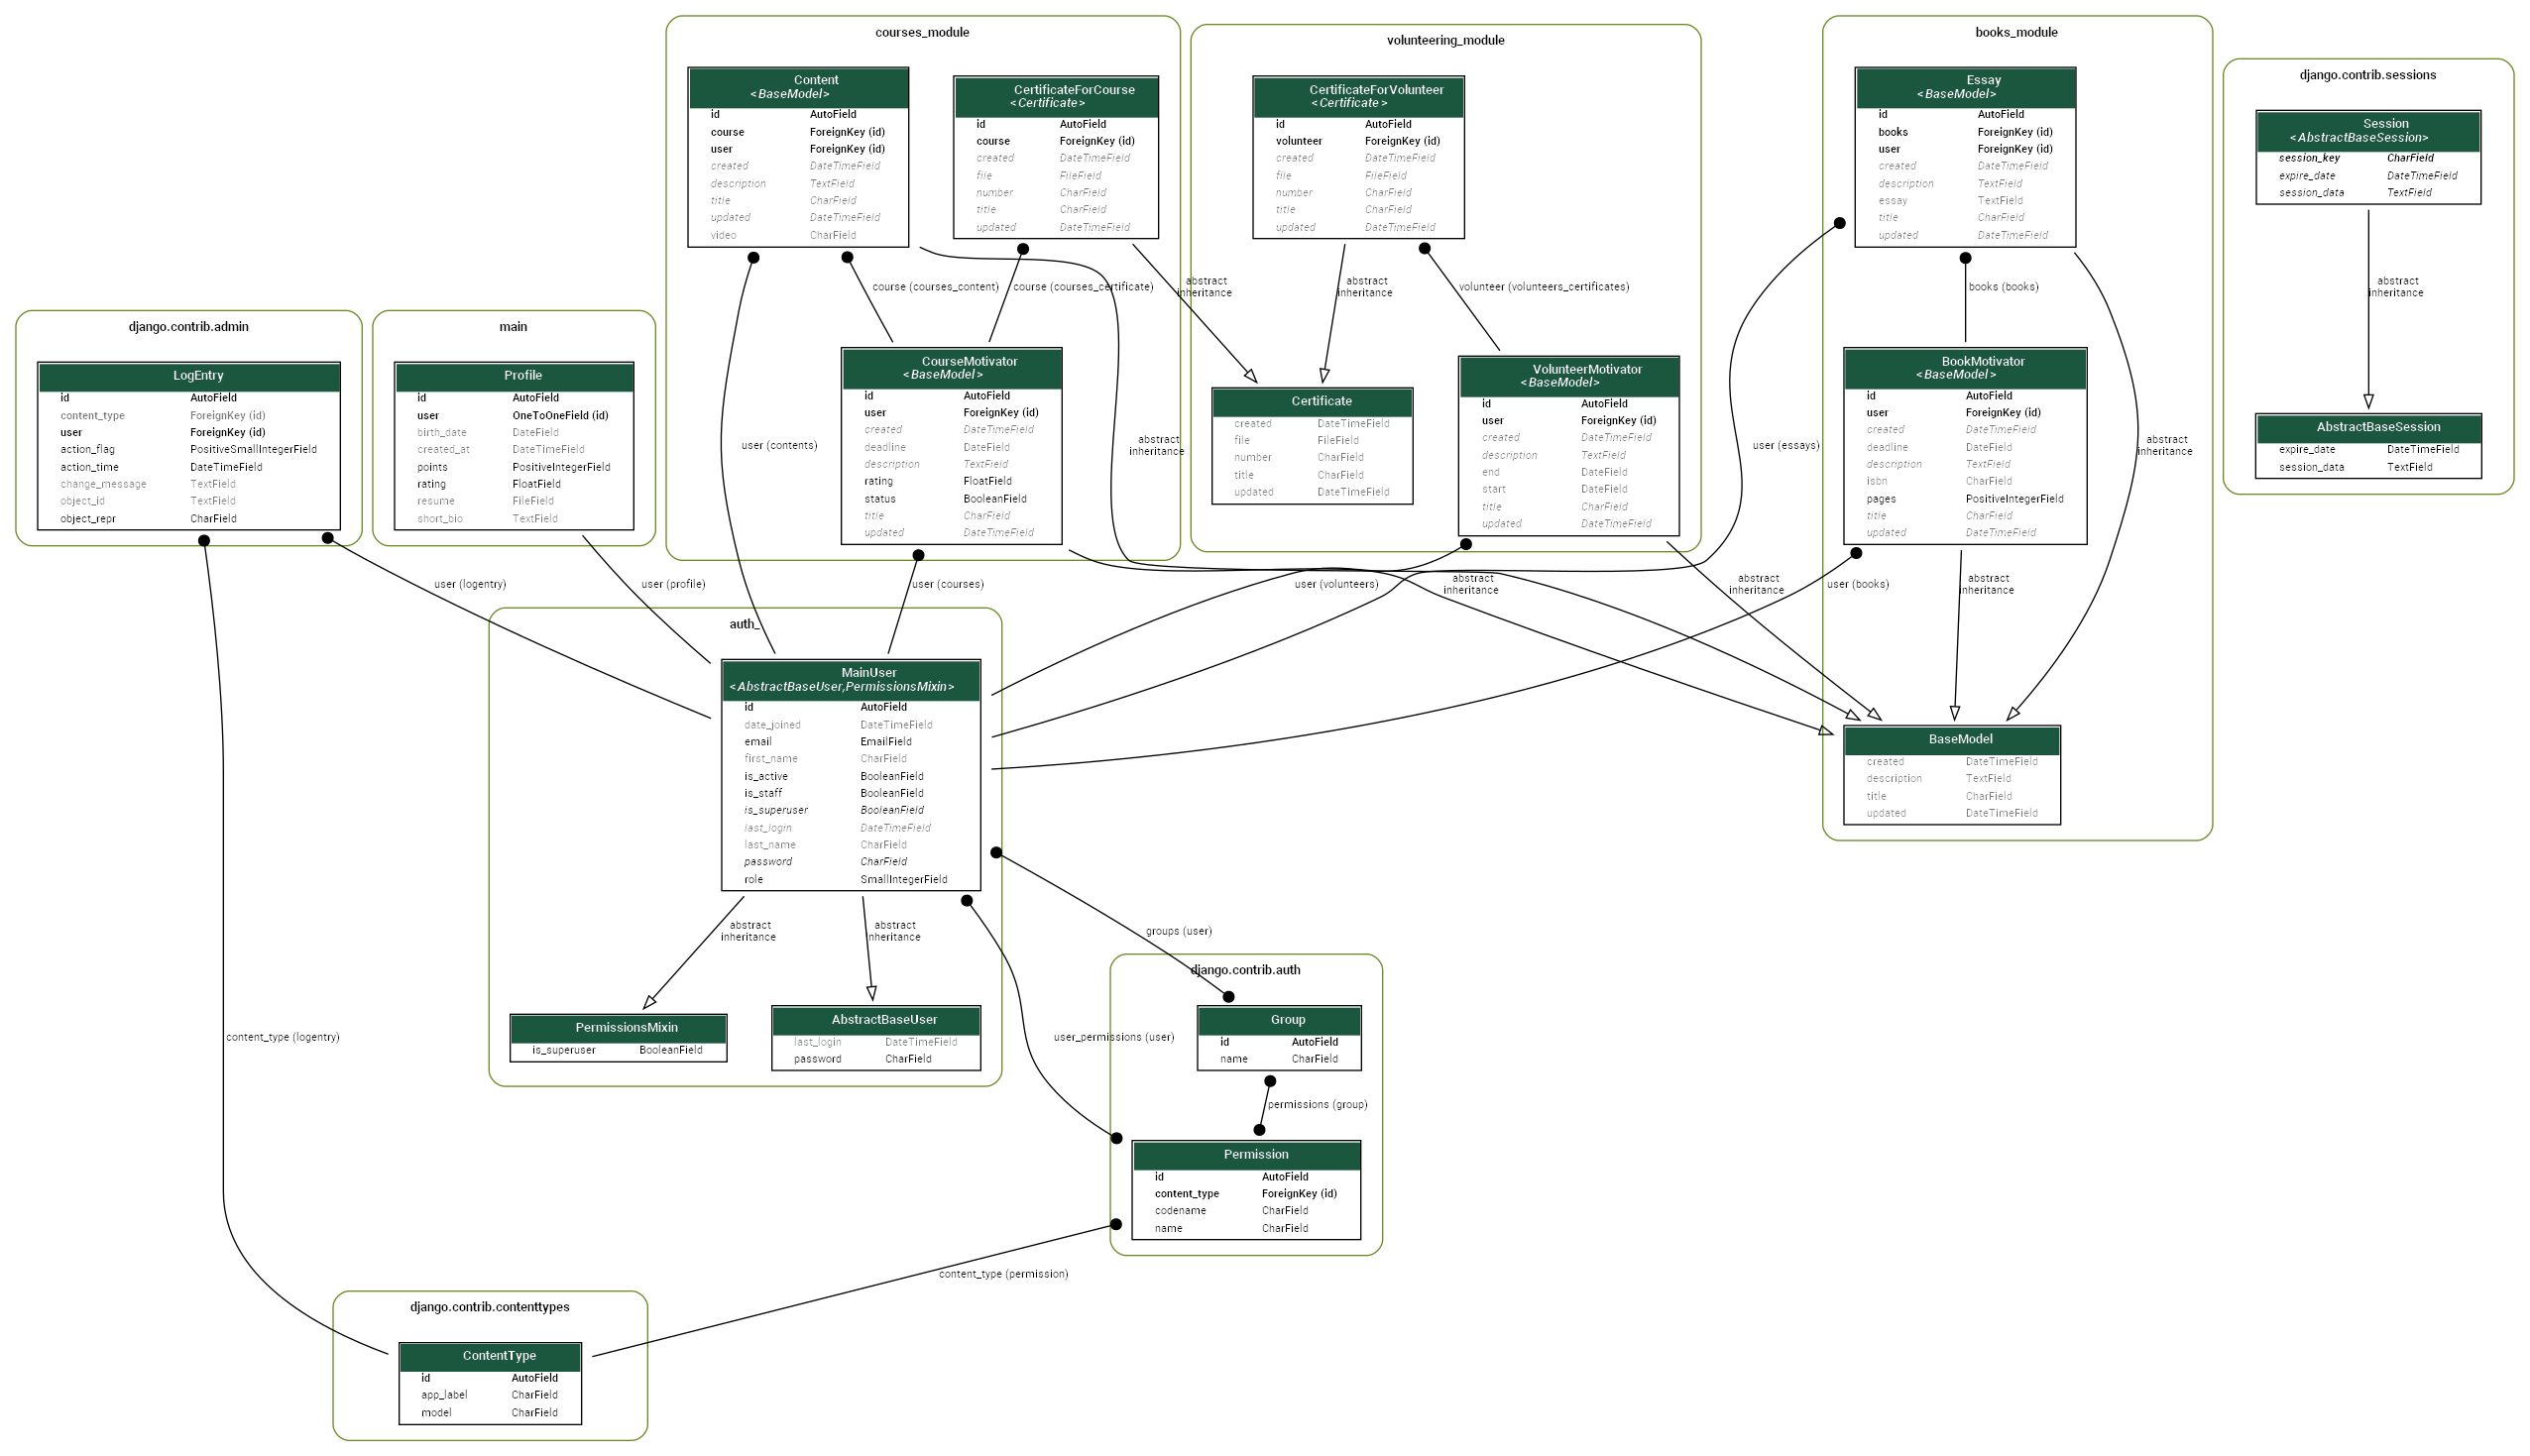 courses_module
Content
<BaseModel>
id AutoField
course ForeignKey (id)
user ForeignKey (id)
created DateTimeField
description TextField
title CharField
updated DateTimeField
video CharField
CertificateForCourse
<Certificate>
id AutoField
course ForeignKey (id)
created DateTimeField
file FileField
number CharField
title CharField
updated DateTimeField
course (courses_content)
course (courses_certificate)
abstract
inheritance
CourseMotivator
<BaseModel>
id AutoField
user ForeignKey (id)
created DateTimeField
deadline DateField
description TextField
rating FloatField
status BooleanField
title CharField
updated DateTimeField
user (contents)
abstract
inheritance
volunteering_module
CertificateForVolunteer
<Certificate>
id AutoField
volunteer ForeignKey (id)
created DateTimeField
file FileField
number CharField
title CharField
updated DateTimeField
abstract
inheritance
volunteer (volunteers_certificates)
Certificate
created DateTimeField
file FileField
number CharField
title CharField
updated DateTimeField
VolunteerMotivator
<BaseModel>
id AutoField
user ForeignKey (id)
created DateTimeField
description TextField
end DateField
start DateField
title CharField
updated DateTimeField
books_module
Essay
<BaseModel>
id AutoField
books ForeignKey (id)
user ForeignKey (id)
created DateTimeField
description TextField
essay TextField
title CharField
updated DateTimeField
books (books)
BookMotivator
<BaseModel>
id AutoField
user ForeignKey (id)
created DateTimeField
deadline DateField
description TextField
isbn CharField
pages PositiveIntegerField
title CharField
updated DateTimeField
user (essays)
abstract
inheritance
django.contrib.sessions
Session
<AbstractBaseSession>
session_key CharField
expire_date DateTimeField
session_data TextField
abstract
inheritance
AbstractBaseSession
expire_date DateTimeField
session_data TextField
django.contrib.admin
LogEntry
id AutoField
content_type ForeignKey (id)
user ForeignKey (id)
action_flag PositiveSmallIntegerField
action_time DateTimeField
change_message TextField
object_id TextField
object_repr CharField
main
Profile
id AutoField
user OneToOneField (id)
birth_date DateField
created_at DateTimeField
points PositiveIntegerField
rating FloatField
resume FileField
short_bio TextField
user (logentry)
user (profile)
user (courses)
user (volunteers)
abstract
inheritance
abstract
inheritance
user (books)
abstract
inheritance
auth_
MainUser
<AbstractBaseUser,PermissionsMixin>
id AutoField
date_joined DateTimeField
email EmailField
first_name CharField
is_active BooleanField
is_staff BooleanField
is_superuser BooleanField
last_login DateTimeField
last_name CharField
password CharField
role SmallIntegerField
BaseModel
created DateTimeField
description TextField
title CharField
updated DateTimeField
abstract
inheritance
abstract
inheritance
groups (user)
PermissionsMixin
is_superuser BooleanField
AbstractBaseUser
last_login DateTimeField
password CharField
content_type (logentry)
user_permissions (user)
django.contrib.auth
Group
id AutoField
name CharField
permissions (group)
Permission
id AutoField
content_type ForeignKey (id)
codename CharField
name CharField
content_type (permission)
django.contrib.contenttypes
ContentType
id AutoField
app_label CharField
model CharField